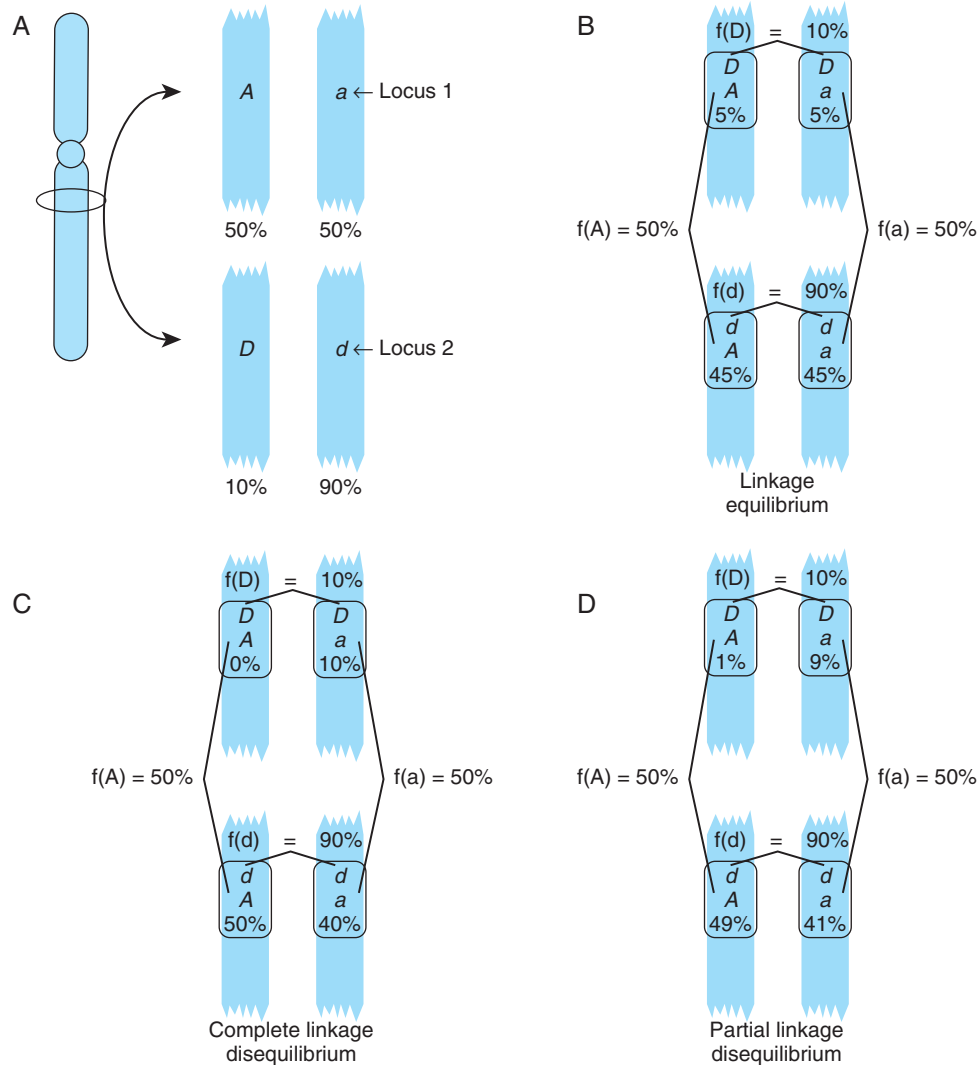 A
A
a ← Locus 1
50% 50%
D
d ← Locus 2
10% 90%
B
f(D) = 10%
D D
A a
5% 5%
f(A) = 50% f(a) = 50%
f(d) = 90%
d d
A a
45% 45%
Linkage
equilibrium
C
f(D) = 10%
D D
A a
0% 10%
f(A) = 50% f(a) = 50%
f(d) = 90%
d d
A a
50% 40%
Complete linkage
disequilibrium
D
f(D) = 10%
D D
A a
1% 9%
f(A) = 50% f(a) = 50%
f(d) = 90%
d d
A a
49% 41%
Partial linkage
disequilibrium